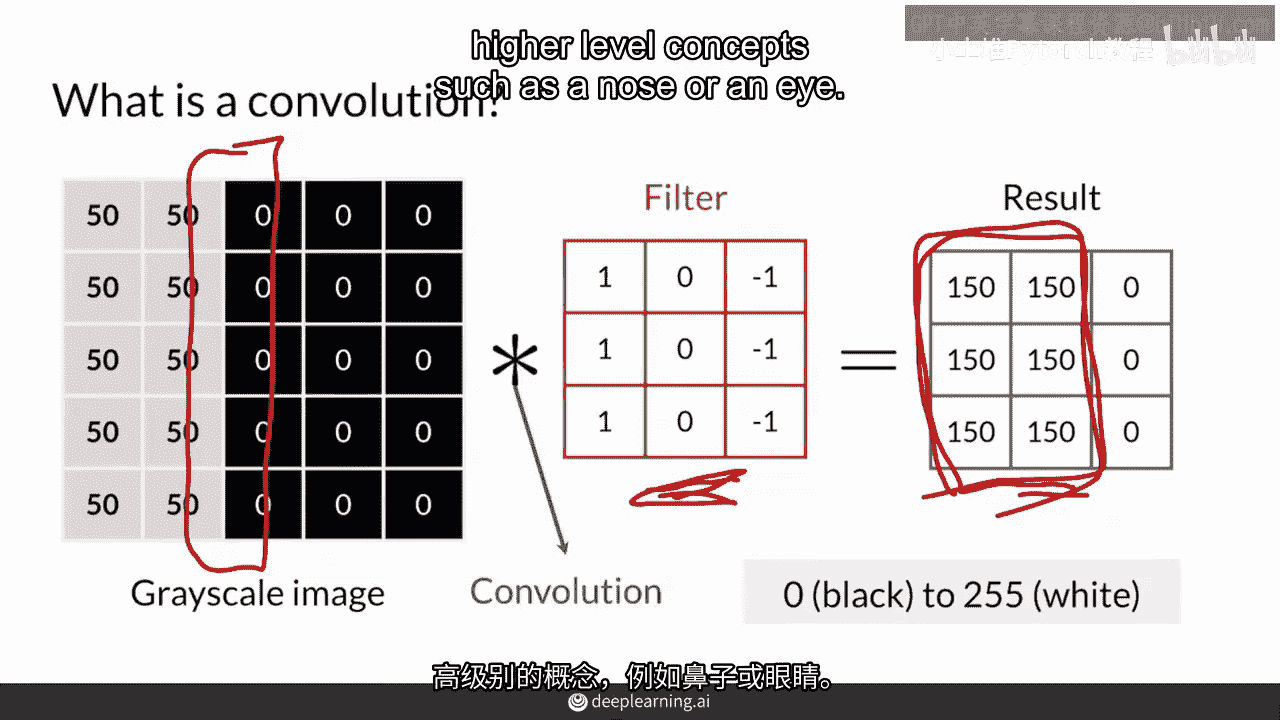 higher level concepts
such as a nose or an eye.
What is a convolution?
Filter
Result
50 50 0 0 0
50 50 0 0 0
50 50 0 0 0
50 50 0 0 0
50 50 0 0 0
*
1 0 -1
1 0 -1
1 0 -1
=
150 150 0
150 150 0
150 150 0
Grayscale image
Convolution
0 (black) to 255 (white)
高级别的概念，例如鼻子或眼睛。
deeplearning.ai
bilibili